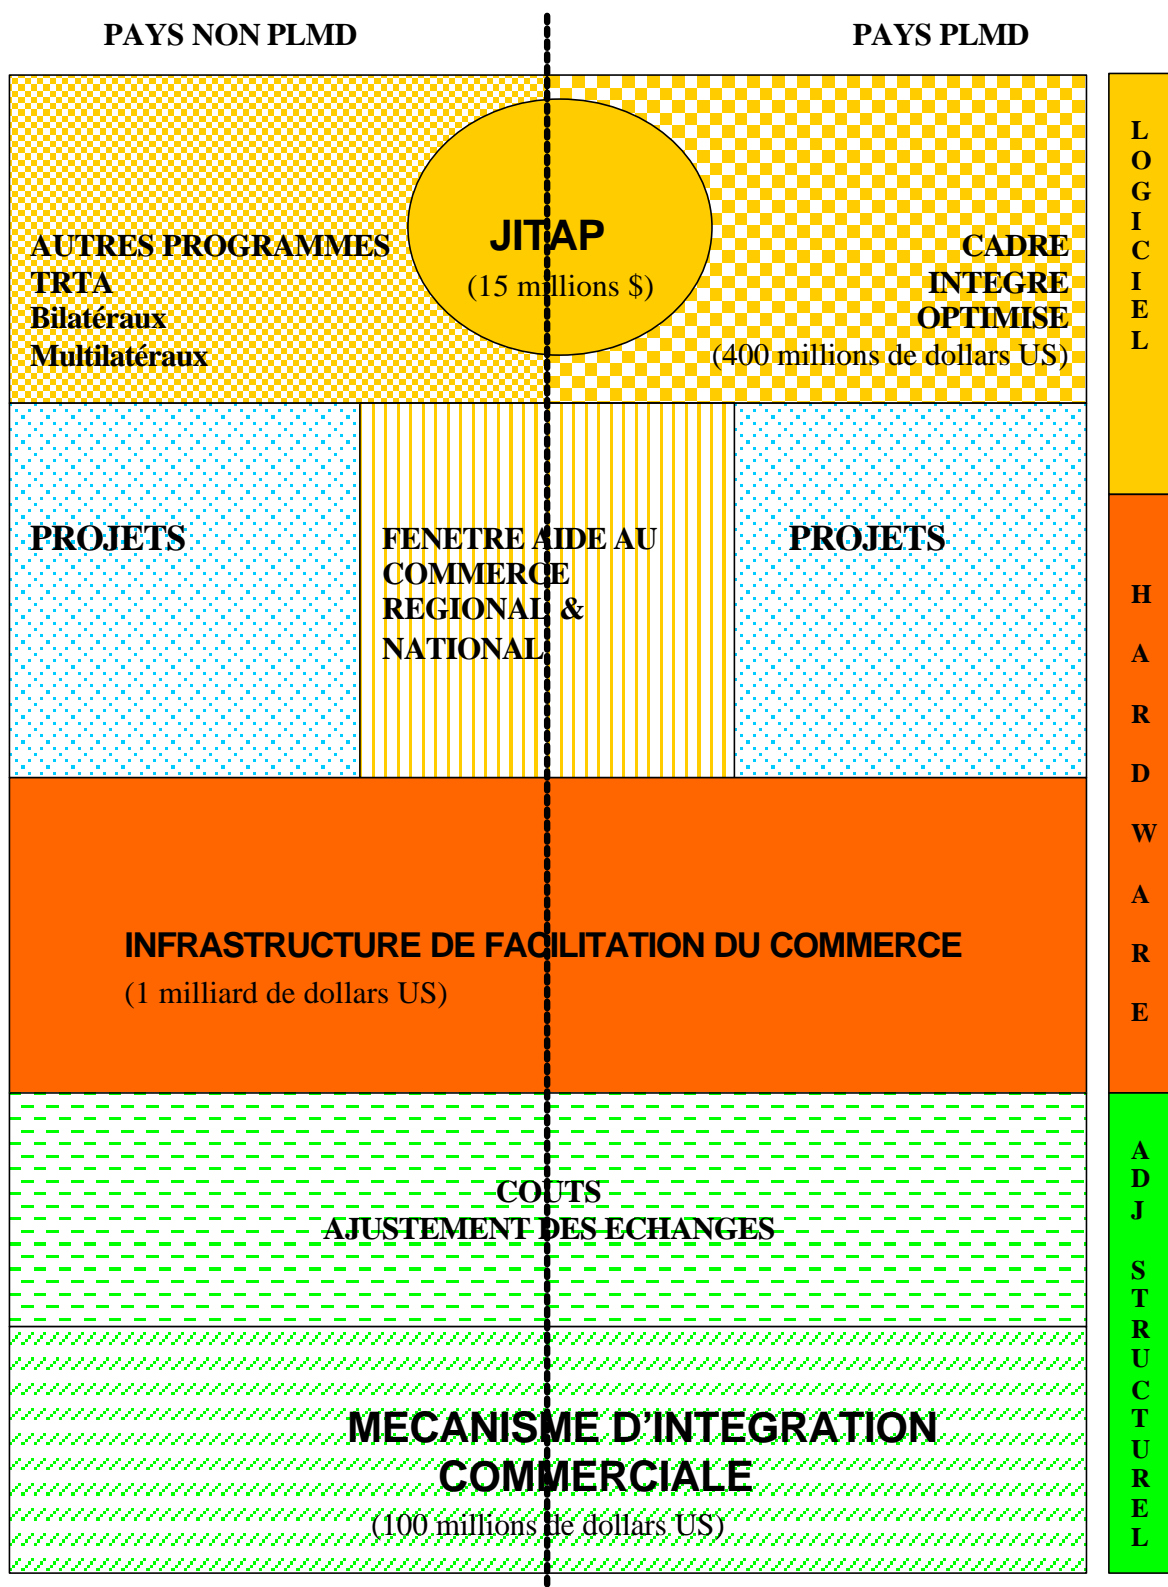 PAYS NON PLMD
PAYS PLMD
JITAP
(15 millions $)
AUTRES PROGRAMMES
TRTA
Bilatéraux
Multilatéraux
CADRE
INTEGRE
OPTIMISE
(400 millions de dollars US)
LOGICIEL
PROJETS
FENETRE AIDE AU
COMMERCE
REGIONAL &
NATIONAL
PROJETS
HARDWARE
INFRASTRUCTURE DE FACILITATION DU COMMERCE
(1 milliard de dollars US)
COUTS
AJUSTEMENT DES ECHANGES
MECANISME D’INTEGRATION
COMMERCIALE
(100 millions de dollars US)
ADJ STRUCTUREL